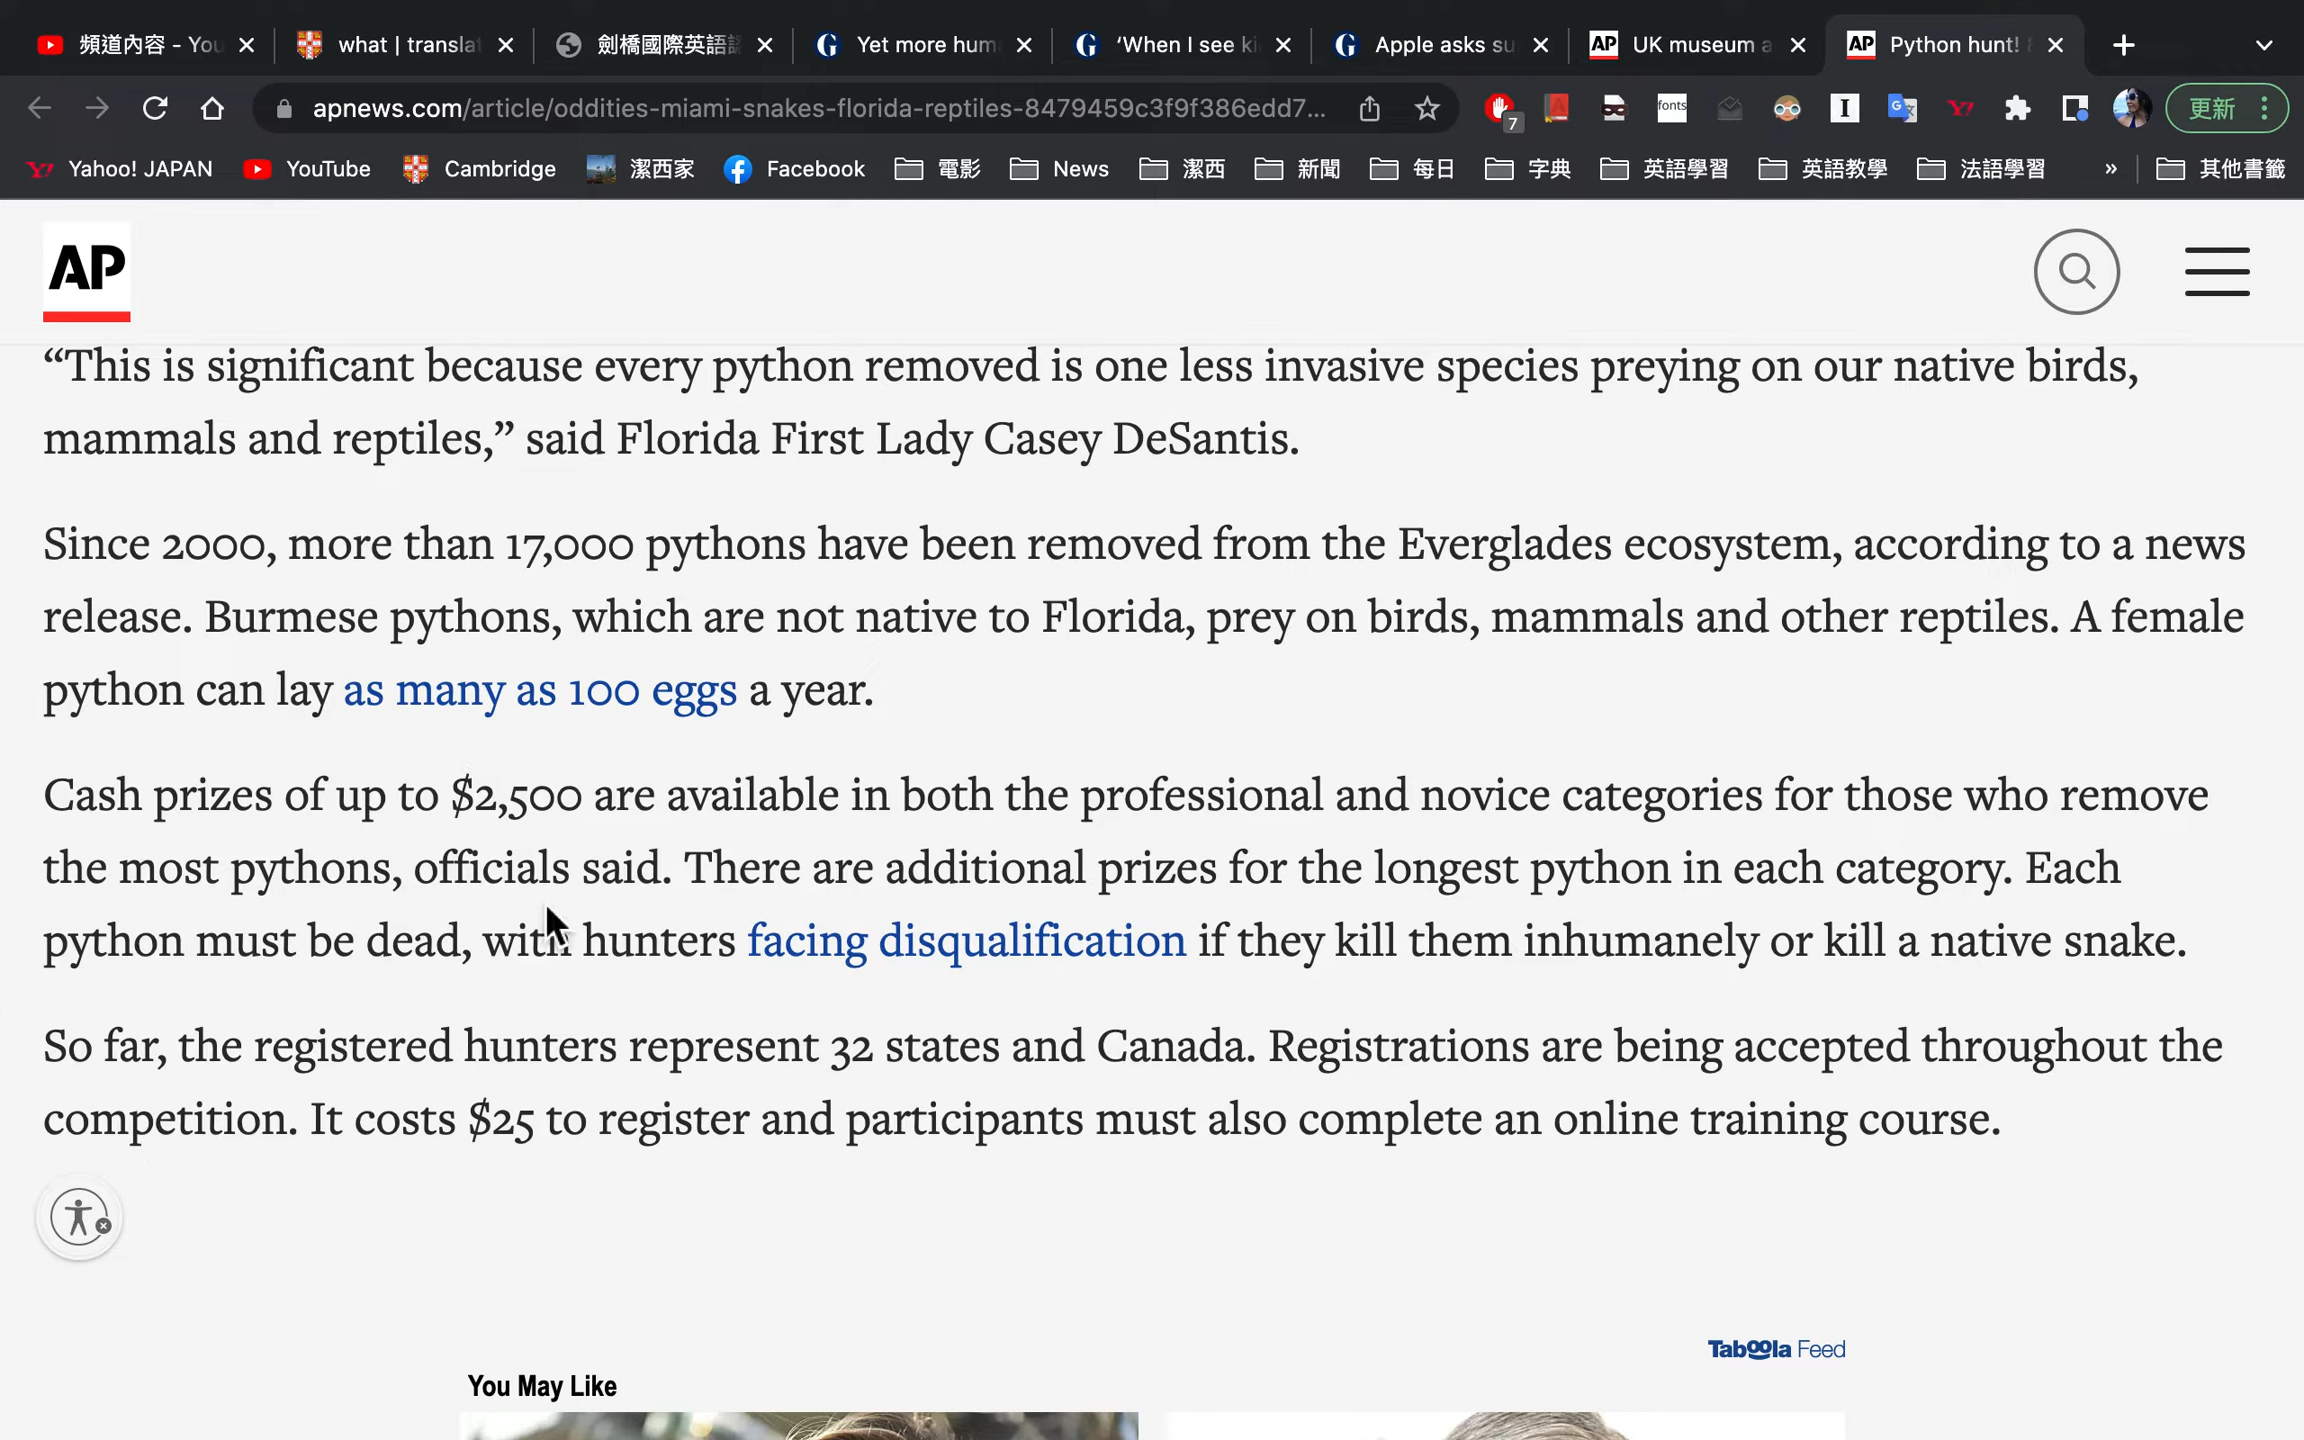 頻道內容 - You
what | translat
劍橋國際英語
Yet more hum
‘When I see ki
Apple asks su
AP UK museum a
AP Python hunt!
apnews.com/article/oddities-miami-snakes-florida-reptiles-8479459c3f9f386edd7...
7
fonts
更新
Yahoo! JAPAN
YouTube
Cambridge
潔西家
Facebook
電影
News
潔西
新聞
每日
字典
英語學習
英語教學
法語學習
»
其他書籤
AP
“This is significant because every python removed is one less invasive species preying on our native birds,
mammals and reptiles,” said Florida First Lady Casey DeSantis.
Since 2000, more than 17,000 pythons have been removed from the Everglades ecosystem, according to a news
release. Burmese pythons, which are not native to Florida, prey on birds, mammals and other reptiles. A female
python can lay as many as 100 eggs a year.
Cash prizes of up to $2,500 are available in both the professional and novice categories for those who remove
the most pythons, officials said. There are additional prizes for the longest python in each category. Each
python must be dead, with hunters facing disqualification if they kill them inhumanely or kill a native snake.
So far, the registered hunters represent 32 states and Canada. Registrations are being accepted throughout the
competition. It costs $25 to register and participants must also complete an online training course.
Taboola Feed
You May Like